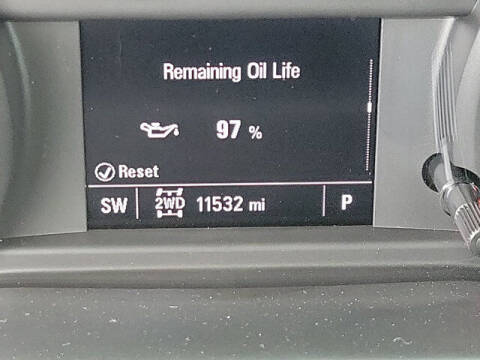 Remaining Oil Life
97 %
Reset
SW 2WD 11532 mi P